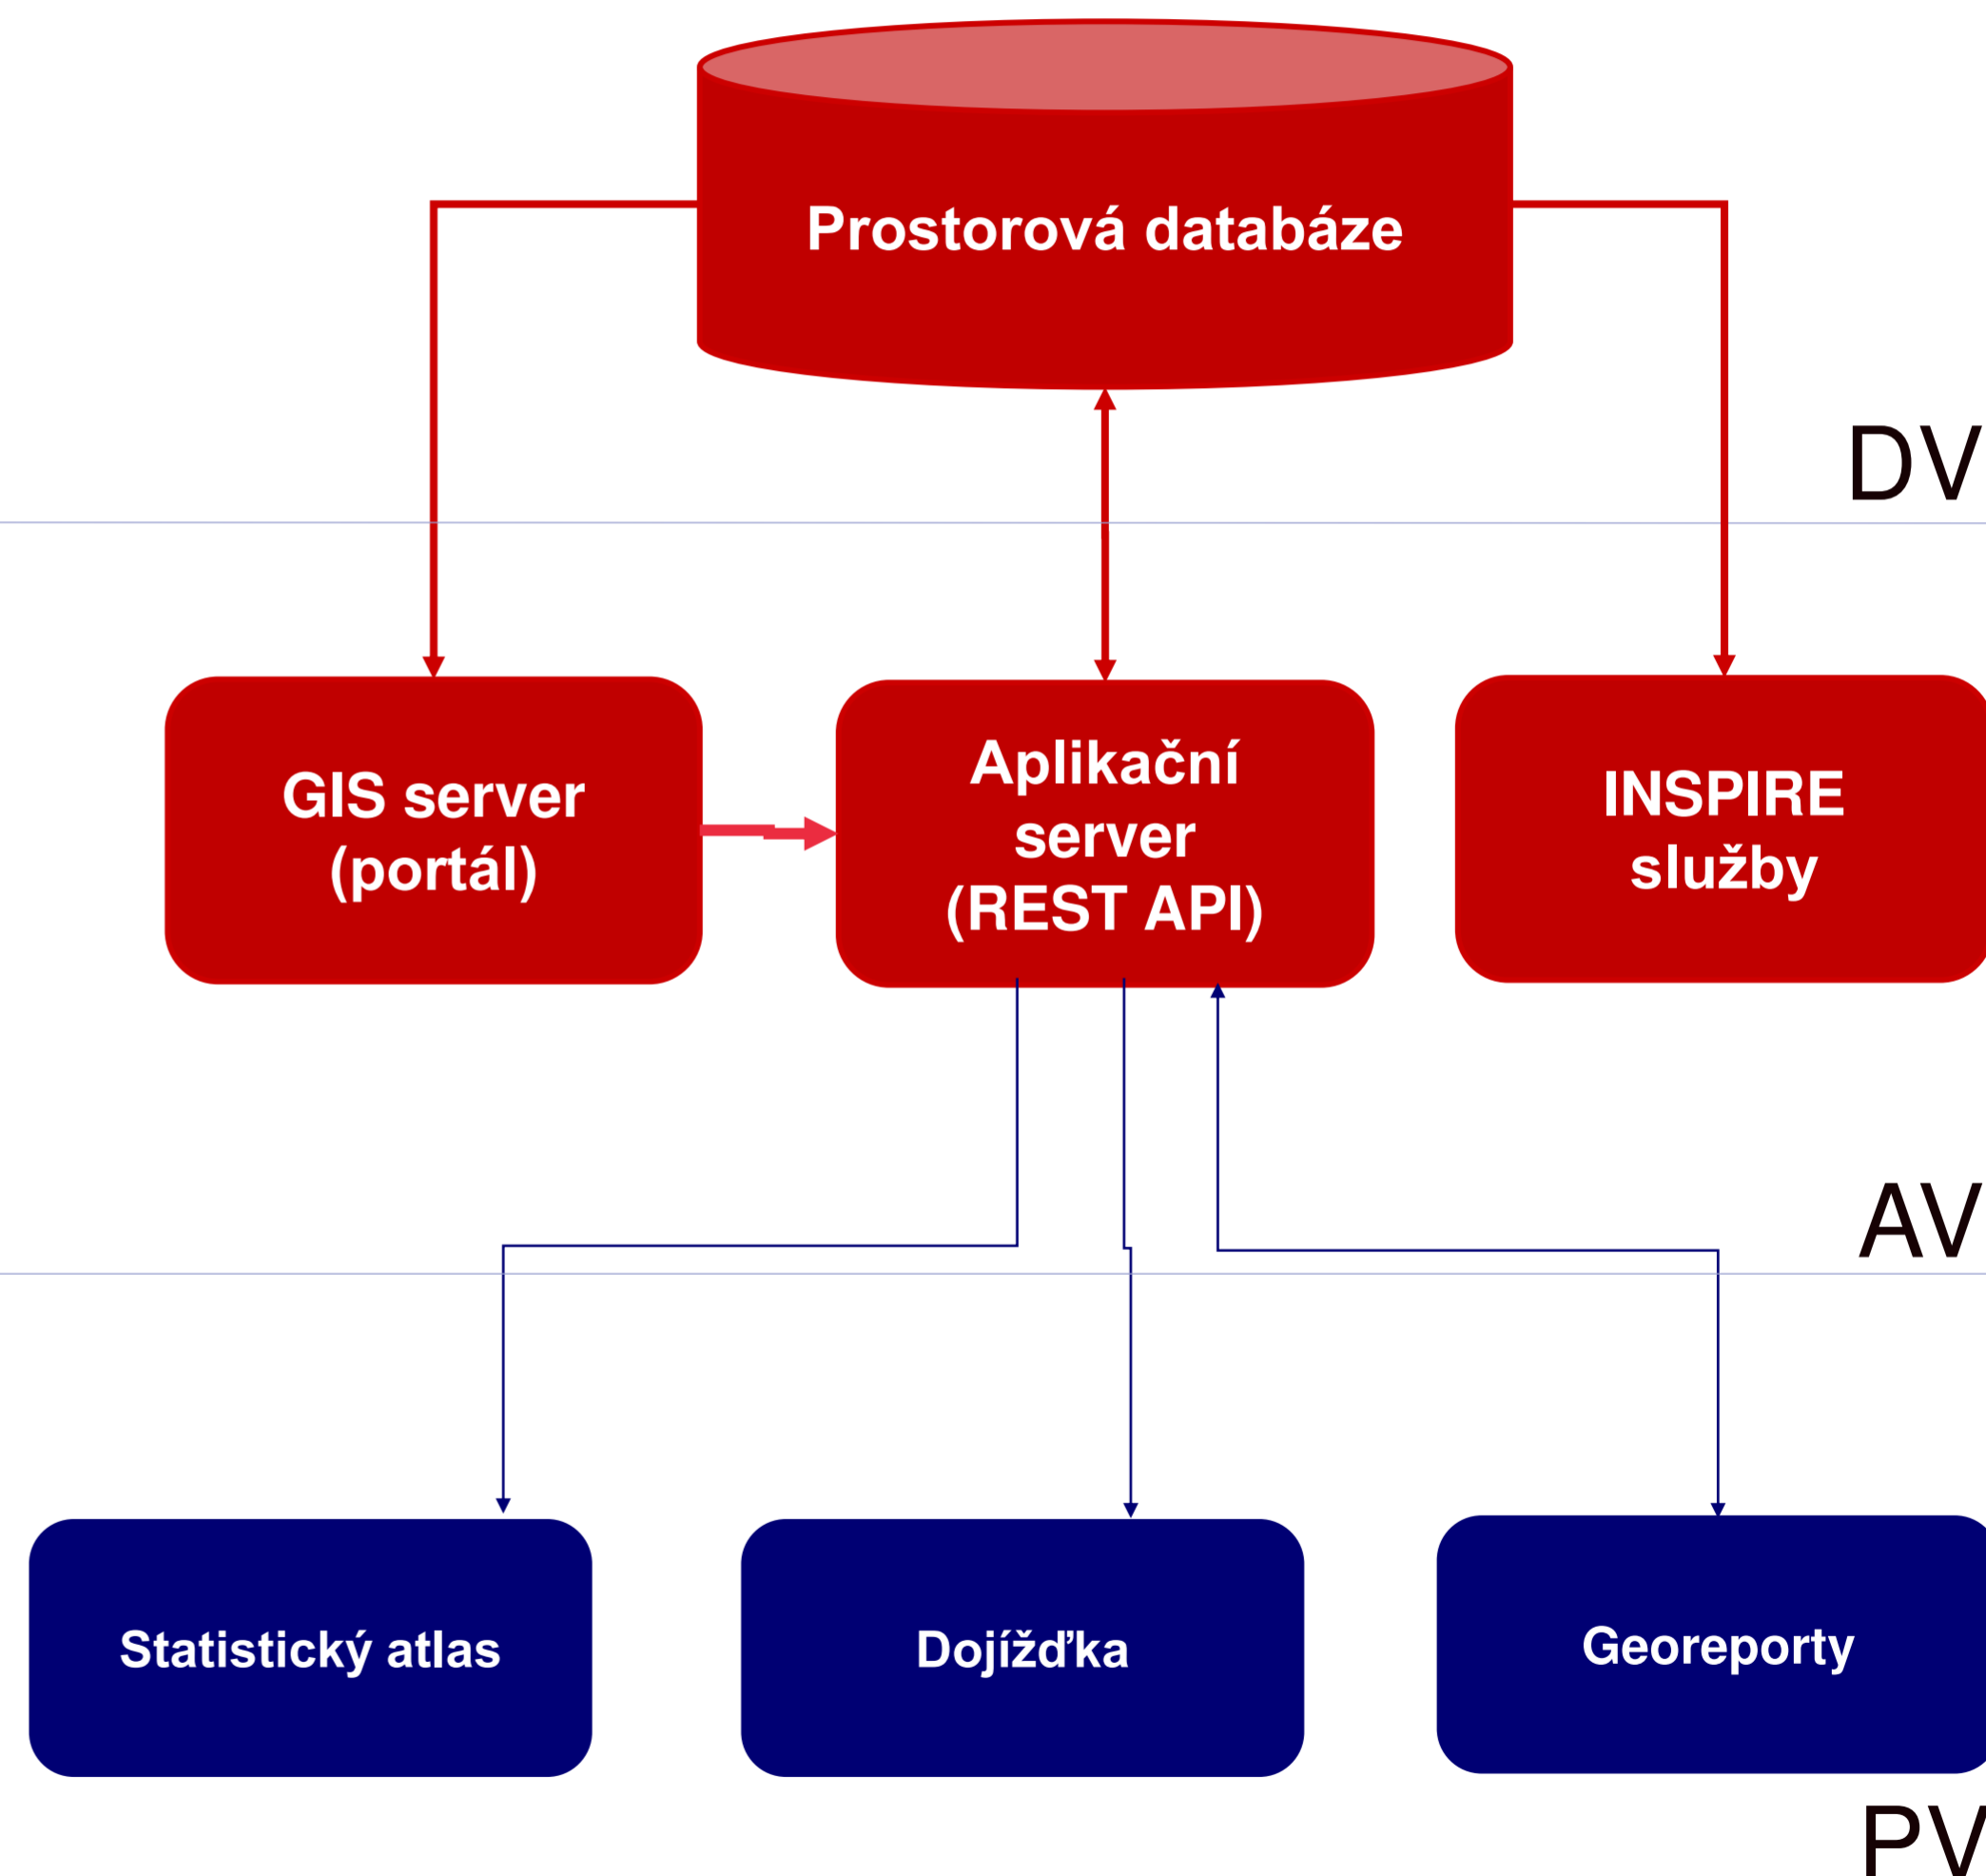 Prostorová databáze
DV
GIS server
(portál)
Aplikační
server
(REST API)
INSPIRE
služby
AV
Statistický atlas
Dojížďka
Georeporty
PV